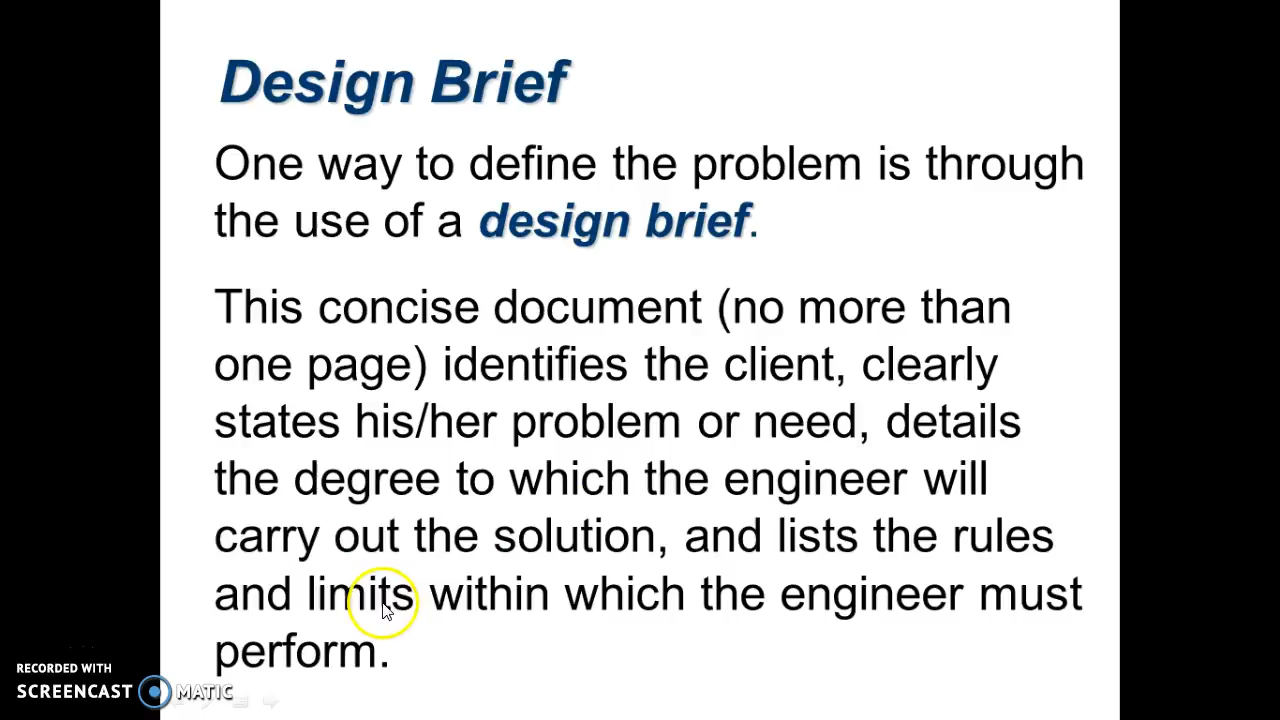 Design Brief
One way to define the problem is through
the use of a design brief.
This concise document (no more than
one page) identifies the client, clearly
states his/her problem or need, details
the degree to which the engineer will
carry out the solution, and lists the rules
and limits within which the engineer must
perform.
RECORDED WITH
SCREENCAST MATIC